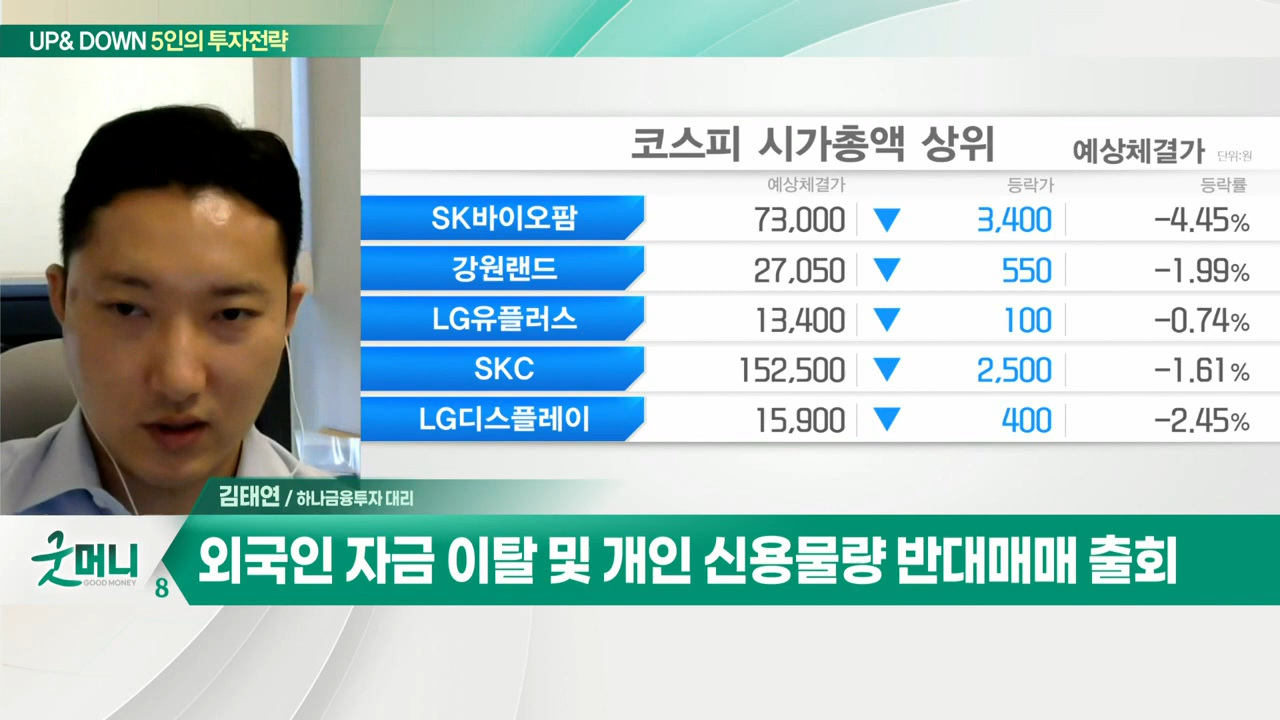 UP& DOWN 5인의 투자전략
코스피 시가총액 상위 예상체결가 단위:원
예상체결가 등락가 등락률
SK바이오팜 73,000 ▼ 3,400 -4.45%
강원랜드 27,050 ▼ 550 -1.99%
LG유플러스 13,400 ▼ 100 -0.74%
SKC 152,500 ▼ 2,500 -1.61%
LG디스플레이 15,900 ▼ 400 -2.45%
김태연 / 하나금융투자 대리
굿머니
GOOD MONEY
8
외국인 자금 이탈 및 개인 신용물량 반대매매 출회